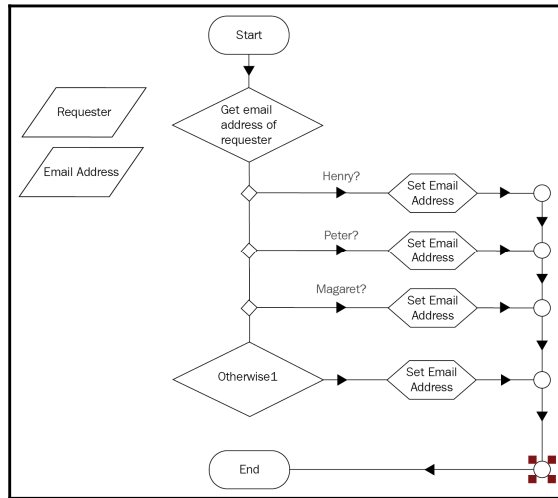 Start
Requester
Email Address
Get email
address of
requester
Henry?
Set Email
Address
Peter?
Set Email
Address
Magaret?
Set Email
Address
Otherwise1
Set Email
Address
End